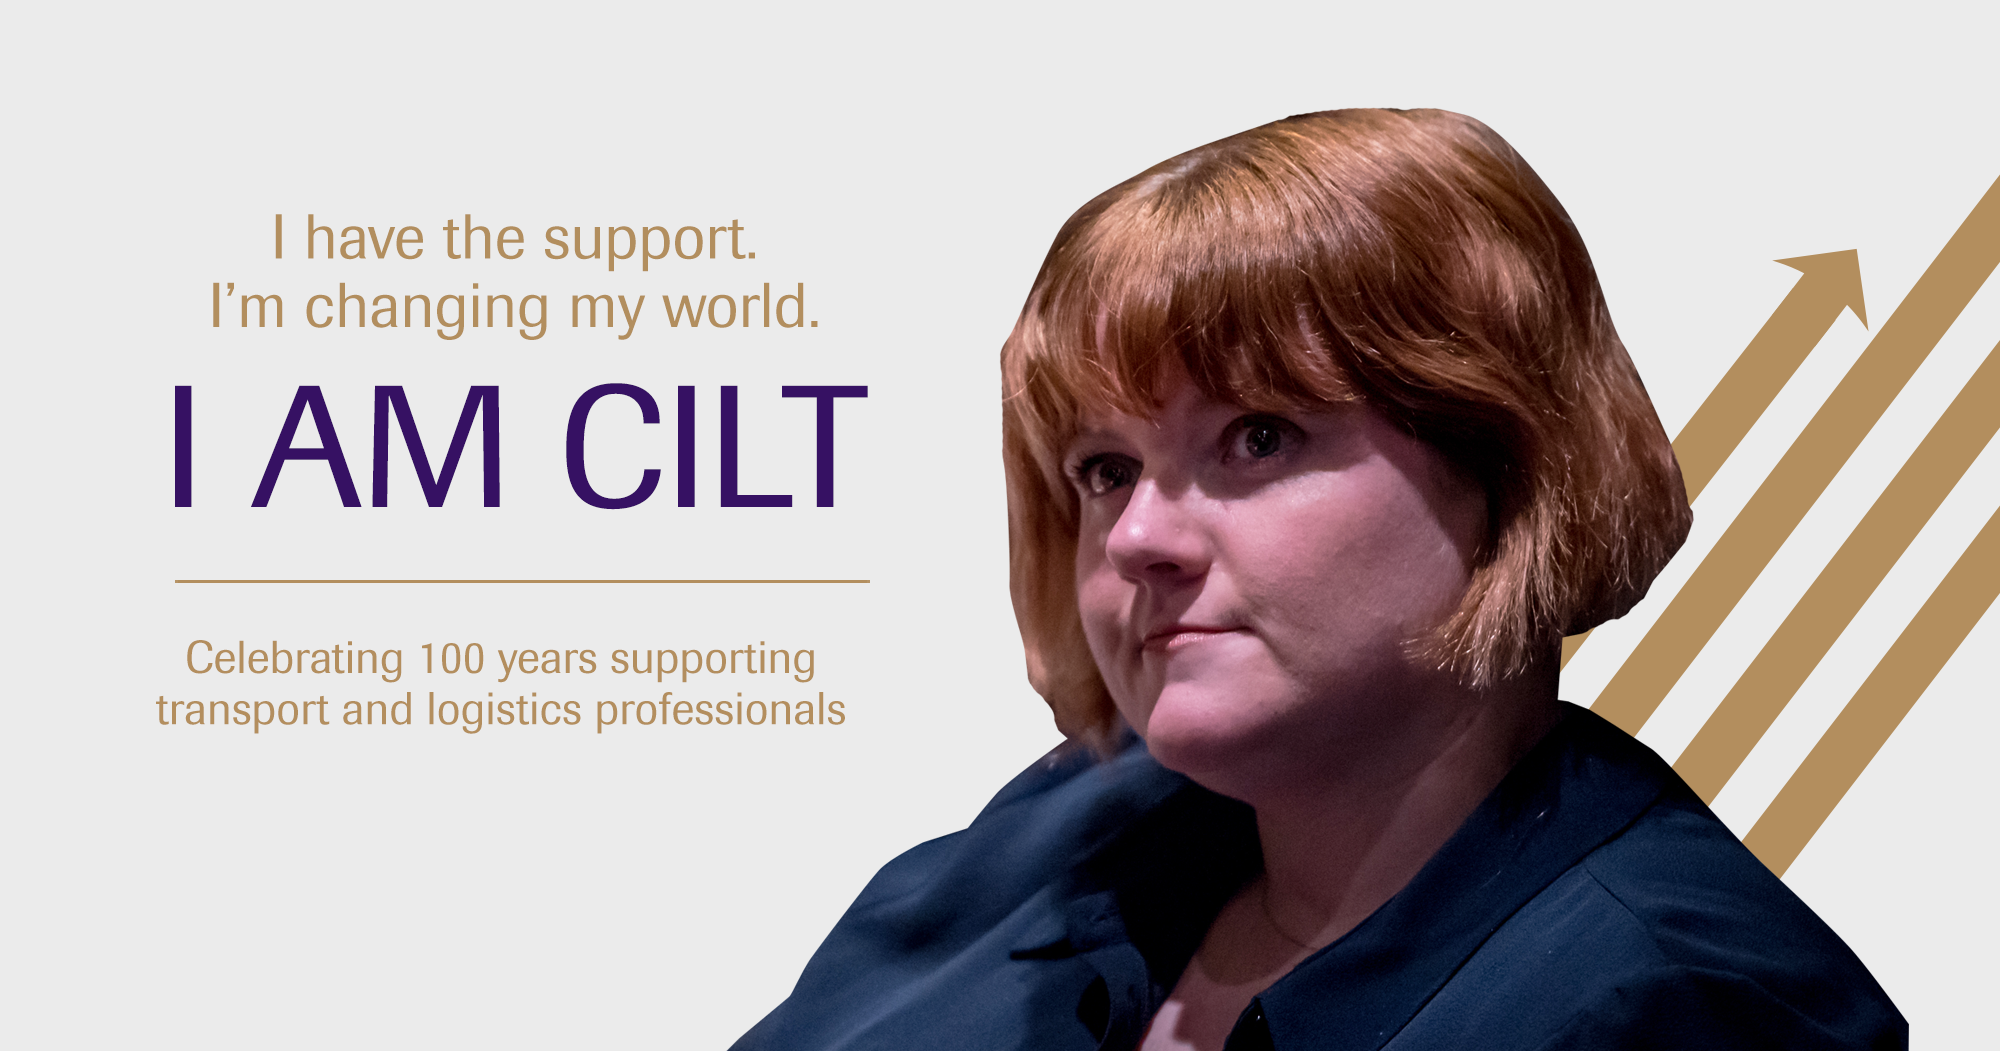 I have the support.
I’m changing my world.
I AM CILT
Celebrating 100 years supporting
transport and logistics professionals